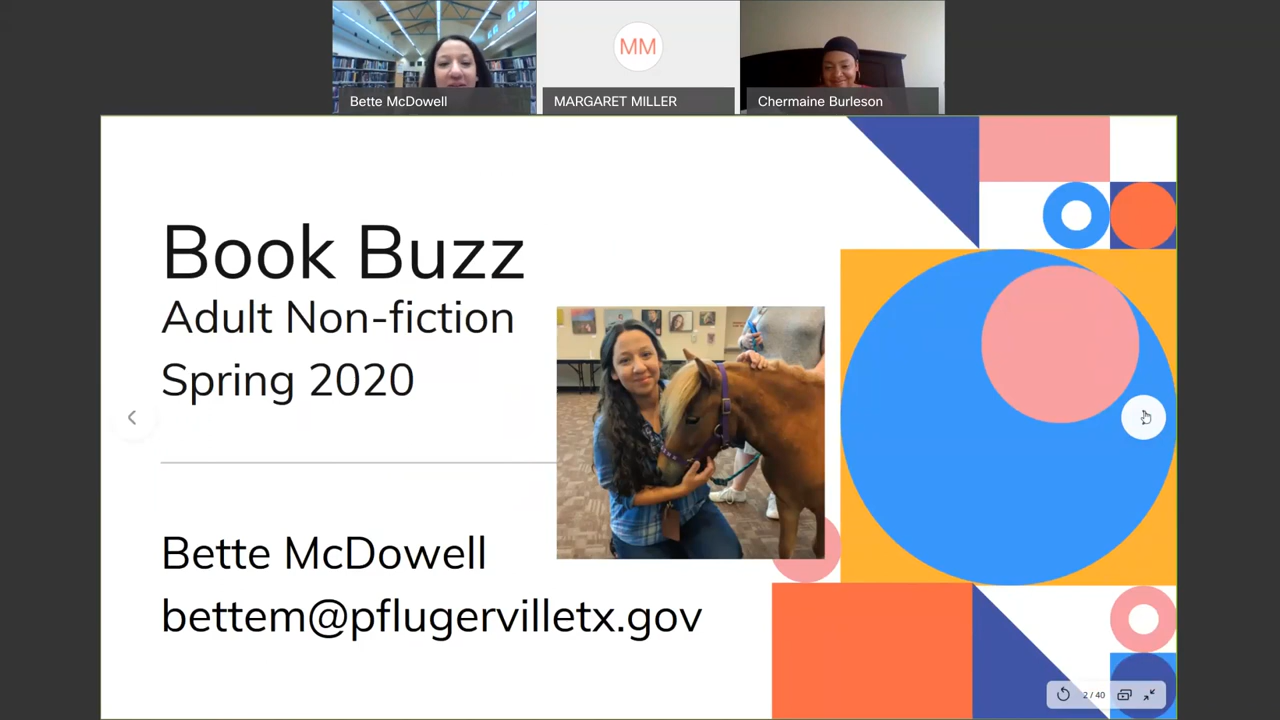 MM
Bette McDowell
MARGARET MILLER
Chermaine Burleson
Book Buzz
Adult Non-fiction
Spring 2020
Bette McDowell
bettem@pflugervilletx.gov
2 / 40